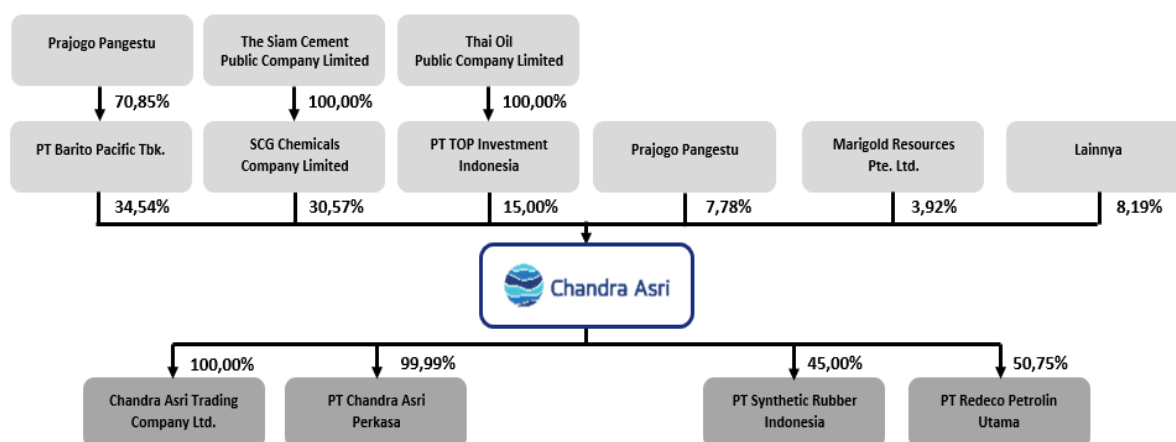 Prajogo Pangestu
The Siam Cement
Public Company Limited
Thai Oil
Public Company Limited
70,85%
100,00%
100,00%
PT Barito Pacific Tbk.
SCG Chemicals
Company Limited
PT TOP Investment
Indonesia
Prajogo Pangestu
Marigold Resources
Pte. Ltd.
Lainnya
34,54%
30,57%
15,00%
7,78%
3,92%
8,19%
Chandra Asri
100,00%
99,99%
45,00%
50,75%
Chandra Asri Trading
Company Ltd.
PT Chandra Asri
Perkasa
PT Synthetic Rubber
Indonesia
PT Redeco Petrolin
Utama